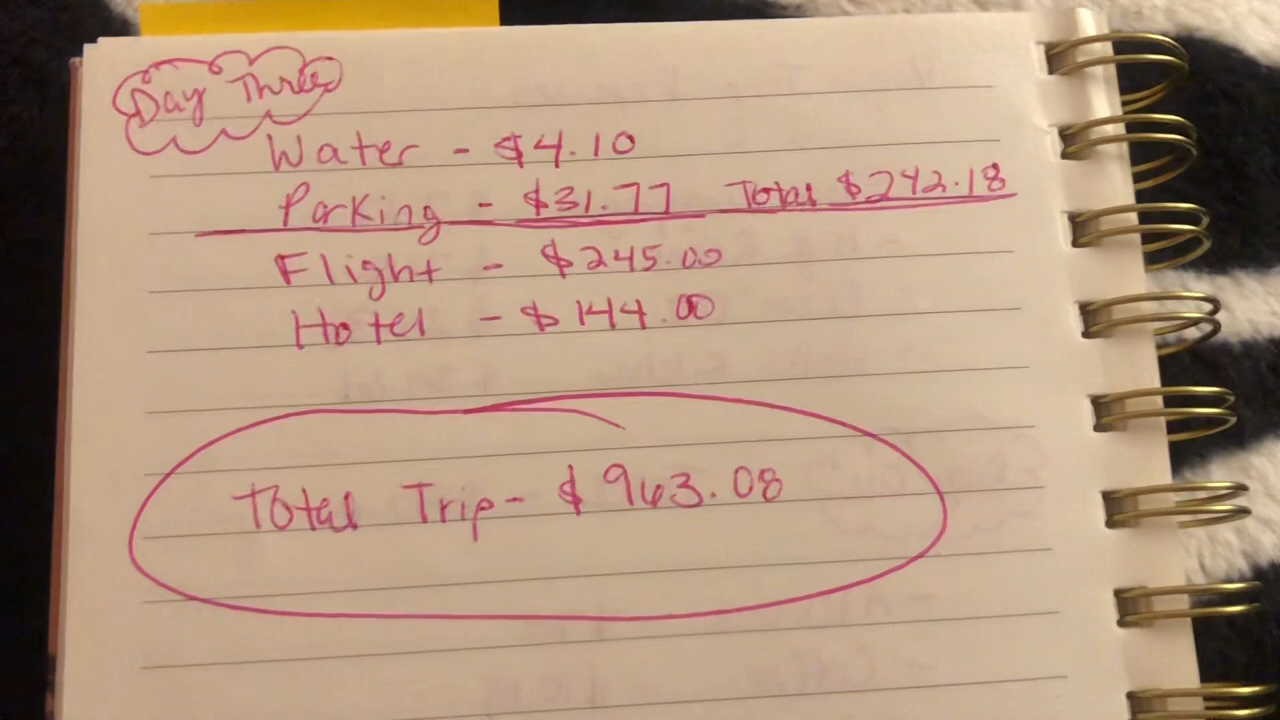 Day Three
Water - $4.10
Parking - $31.77 Total $242.18
Flight - $245.00
Hotel - $144.00
Total Trip - $963.08